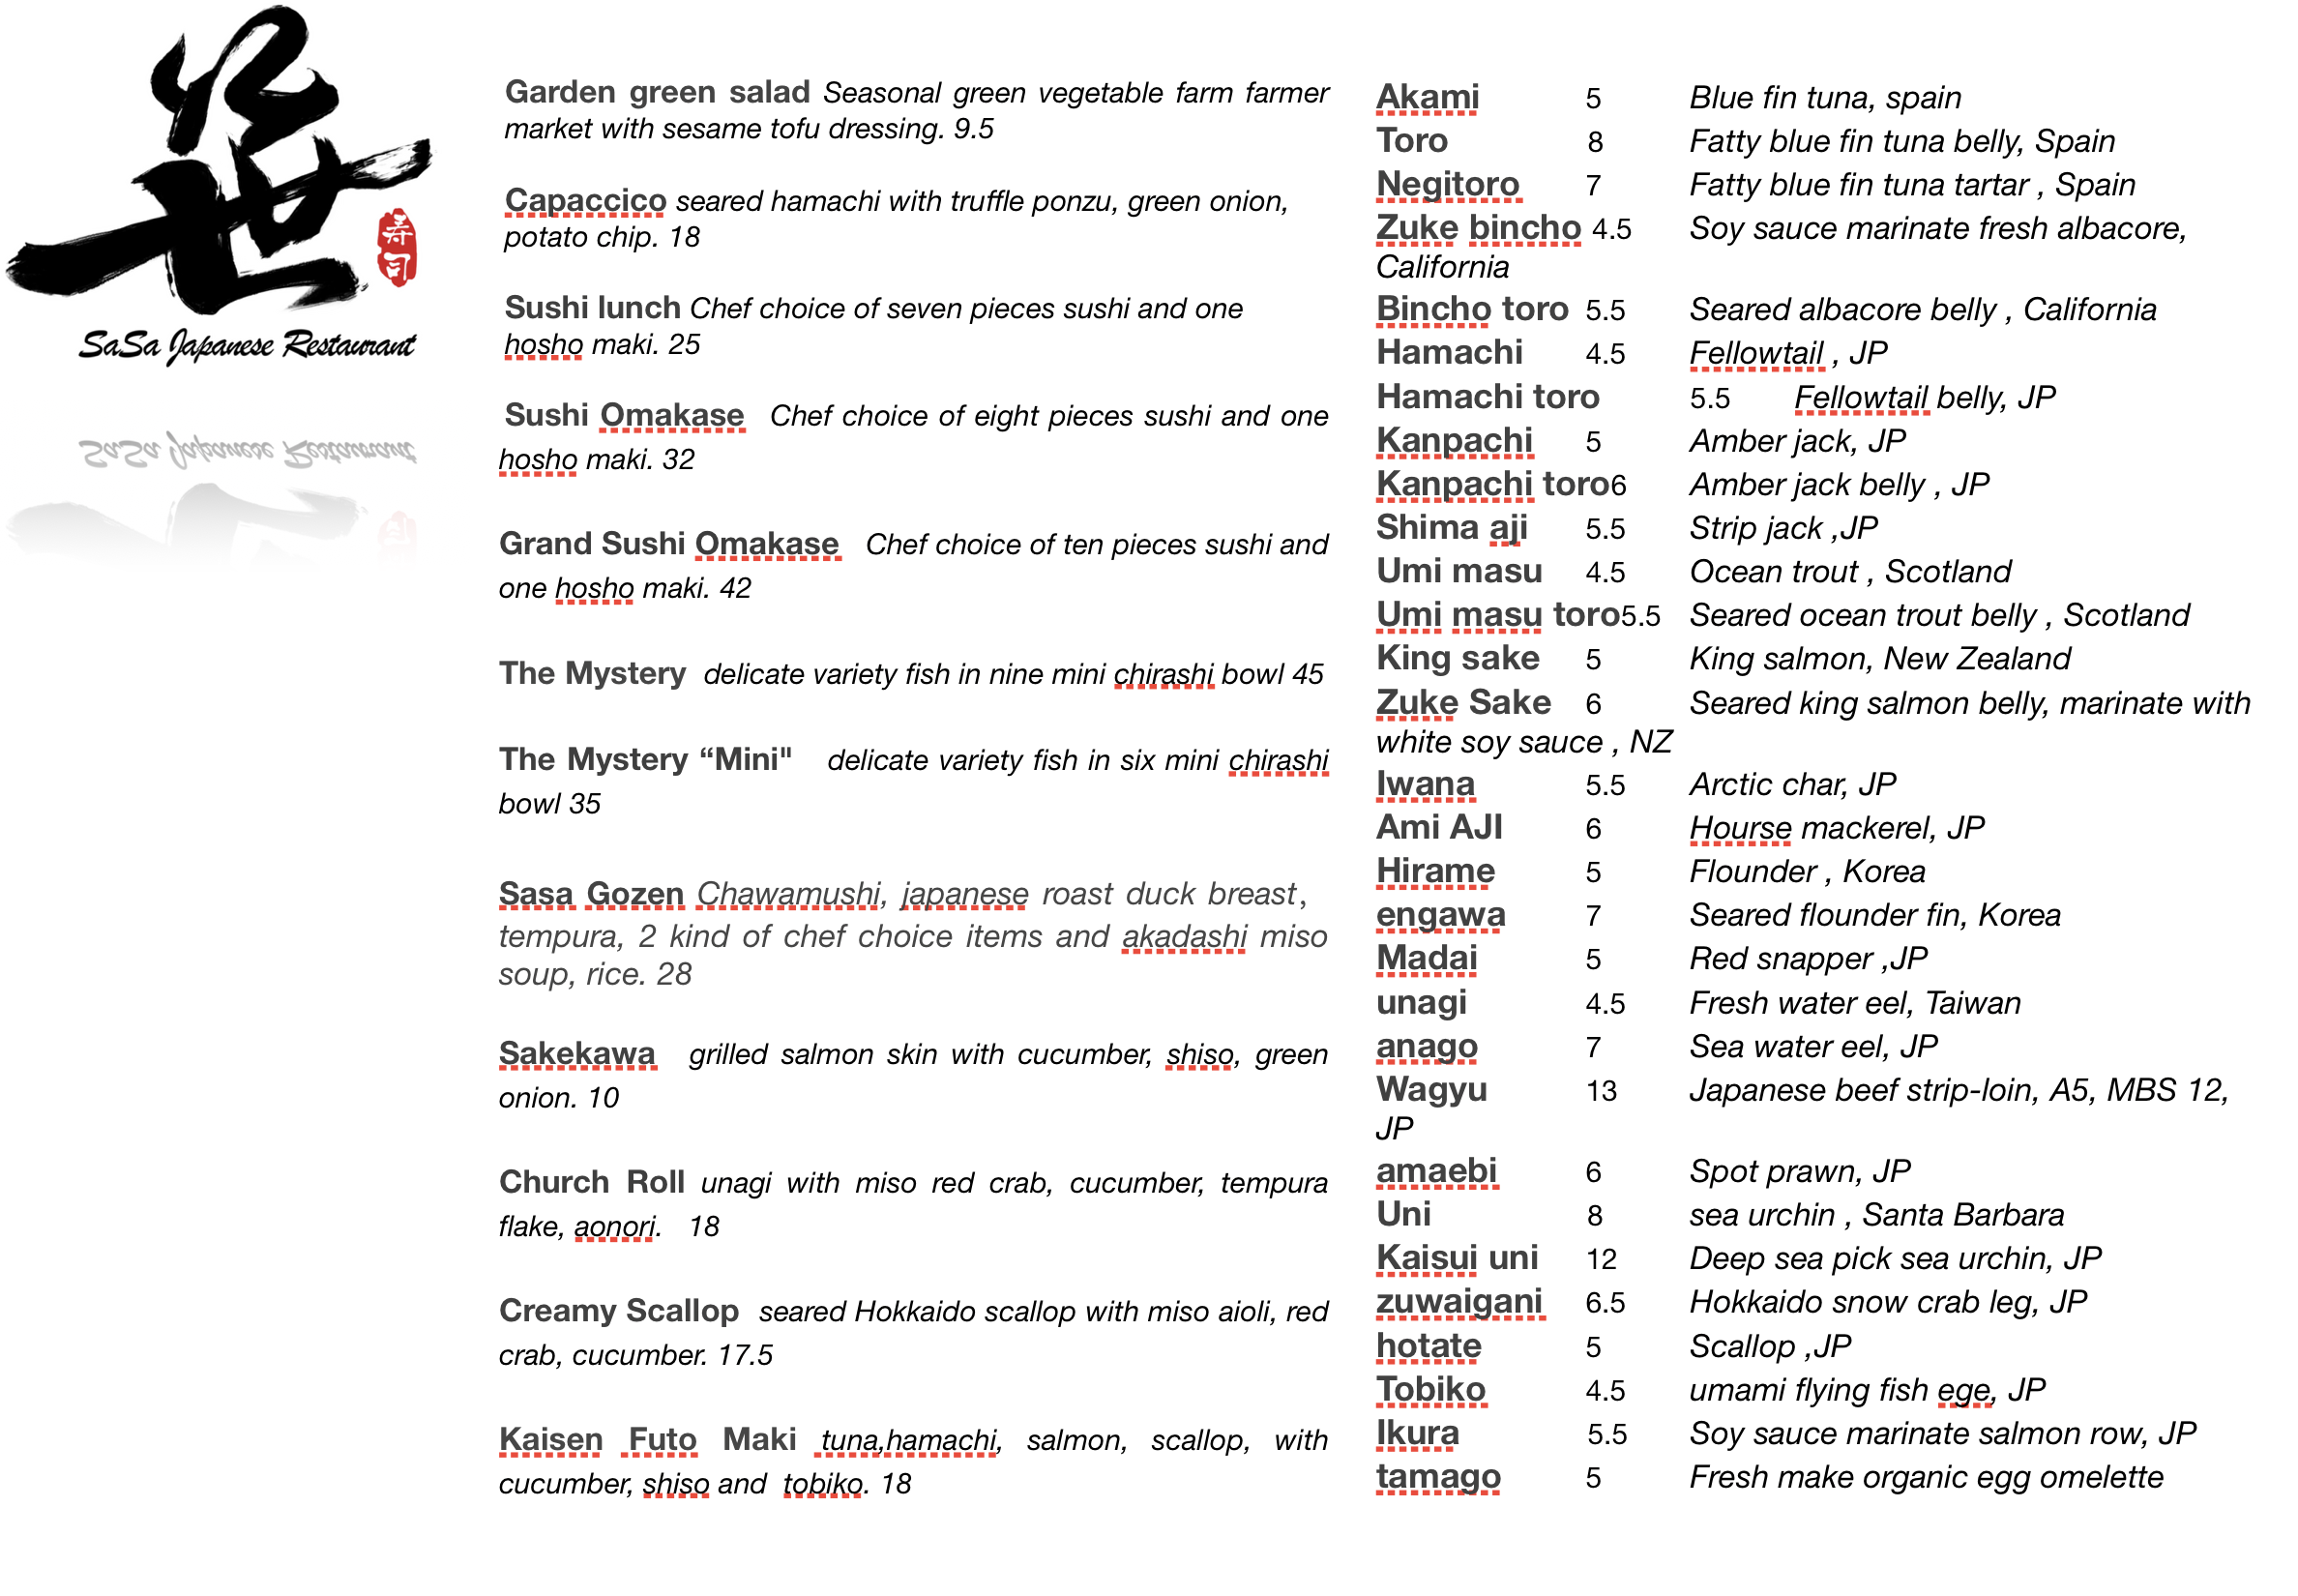 笹
寿司
SaSa Japanese Restaurant
Garden green salad Seasonal green vegetable farm farmer
market with sesame tofu dressing. 9.5
Capaccico seared hamachi with truffle ponzu, green onion,
potato chip. 18
Sushi lunch Chef choice of seven pieces sushi and one
hosho maki. 25
Sushi Omakase Chef choice of eight pieces sushi and one
hosho maki. 32
Grand Sushi Omakase Chef choice of ten pieces sushi and
one hosho maki. 42
The Mystery delicate variety fish in nine mini chirashi bowl 45
The Mystery “Mini" delicate variety fish in six mini chirashi
bowl 35
Sasa Gozen Chawamushi, japanese roast duck breast,
tempura, 2 kind of chef choice items and akadashi miso
soup, rice. 28
Sakekawa grilled salmon skin with cucumber, shiso, green
onion. 10
Church Roll unagi with miso red crab, cucumber, tempura
flake, aonori. 18
Creamy Scallop seared Hokkaido scallop with miso aioli, red
crab, cucumber. 17.5
Kaisen Futo Maki tuna,hamachi, salmon, scallop, with
cucumber, shiso and tobiko. 18
Akami 5 Blue fin tuna, spain
Toro 8 Fatty blue fin tuna belly, Spain
Negitoro 7 Fatty blue fin tuna tartar , Spain
Zuke bincho 4.5 Soy sauce marinate fresh albacore,
California
Bincho toro 5.5 Seared albacore belly , California
Hamachi 4.5 Fellowtail , JP
Hamachi toro 5.5 Fellowtail belly, JP
Kanpachi 5 Amber jack, JP
Kanpachi toro6 Amber jack belly , JP
Shima aji 5.5 Strip jack ,JP
Umi masu 4.5 Ocean trout , Scotland
Umi masu toro5.5 Seared ocean trout belly , Scotland
King sake 5 King salmon, New Zealand
Zuke Sake 6 Seared king salmon belly, marinate with
white soy sauce , NZ
Iwana 5.5 Arctic char, JP
Ami AJI 6 Hourse mackerel, JP
Hirame 5 Flounder , Korea
engawa 7 Seared flounder fin, Korea
Madai 5 Red snapper ,JP
unagi 4.5 Fresh water eel, Taiwan
anago 7 Sea water eel, JP
Wagyu 13 Japanese beef strip-loin, A5, MBS 12,
JP
amaebi 6 Spot prawn, JP
Uni 8 sea urchin , Santa Barbara
Kaisui uni 12 Deep sea pick sea urchin, JP
zuwaigani 6.5 Hokkaido snow crab leg, JP
hotate 5 Scallop ,JP
Tobiko 4.5 umami flying fish ege, JP
Ikura 5.5 Soy sauce marinate salmon row, JP
tamago 5 Fresh make organic egg omelette